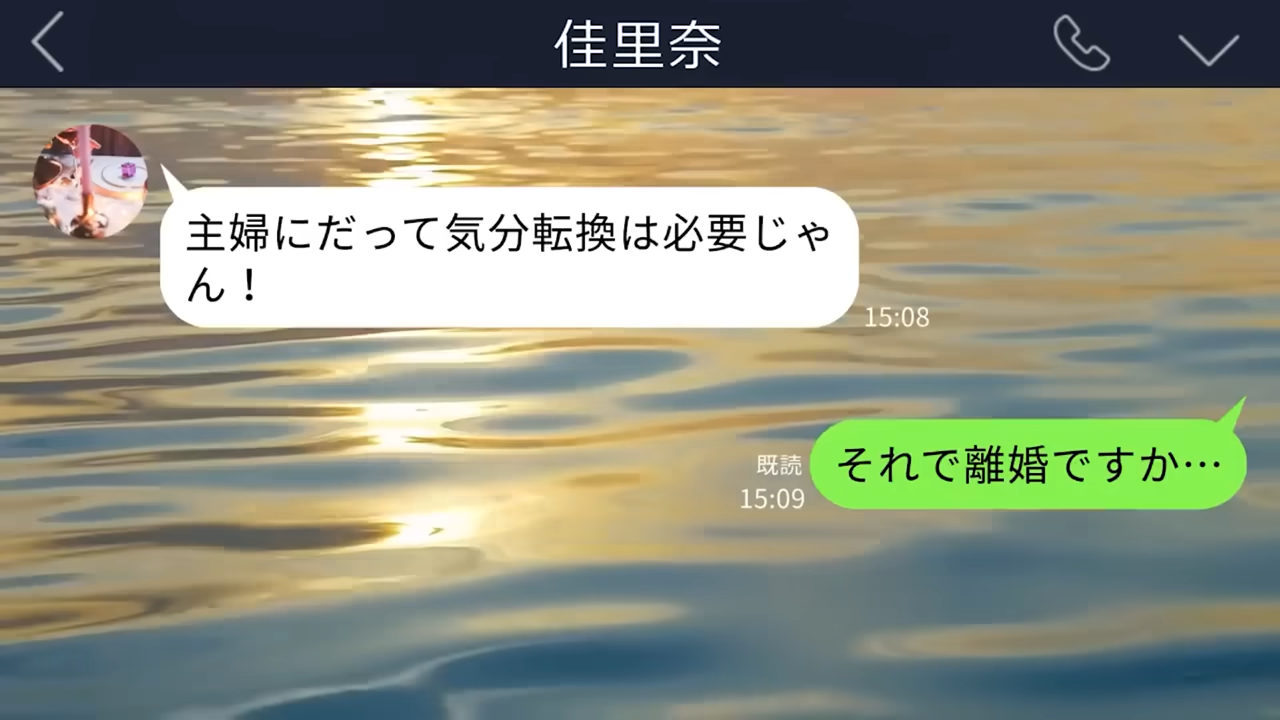 佳里奈
主婦にだって気分転換は必要じゃ
ん！
15:08
それで離婚ですか…
既読
15:09